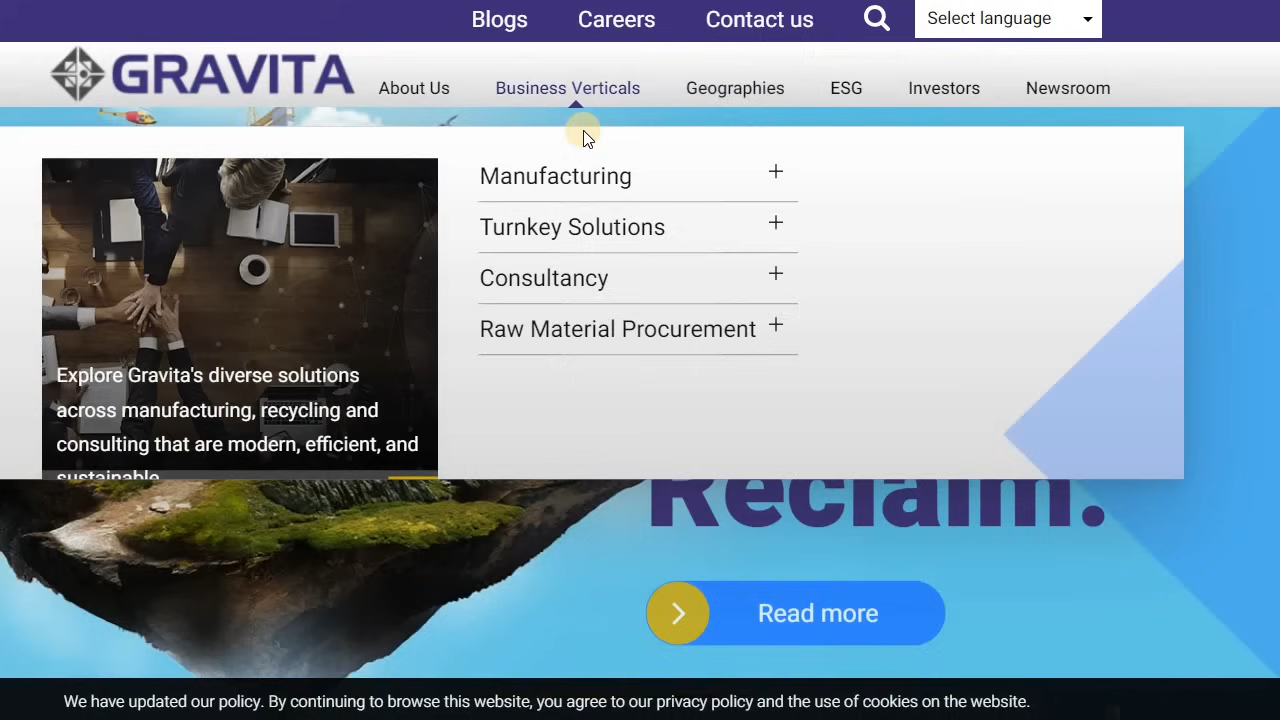 Blogs
Careers
Contact us
Select language
GRAVITA
About Us
Business Verticals
Geographies
ESG
Investors
Newsroom
Manufacturing
Turnkey Solutions
Consultancy
Raw Material Procurement
Explore Gravita's diverse solutions
across manufacturing, recycling and
consulting that are modern, efficient, and
sustainable
Reclaim.
Read more
We have updated our policy. By continuing to browse this website, you agree to our privacy policy and the use of cookies on the website.